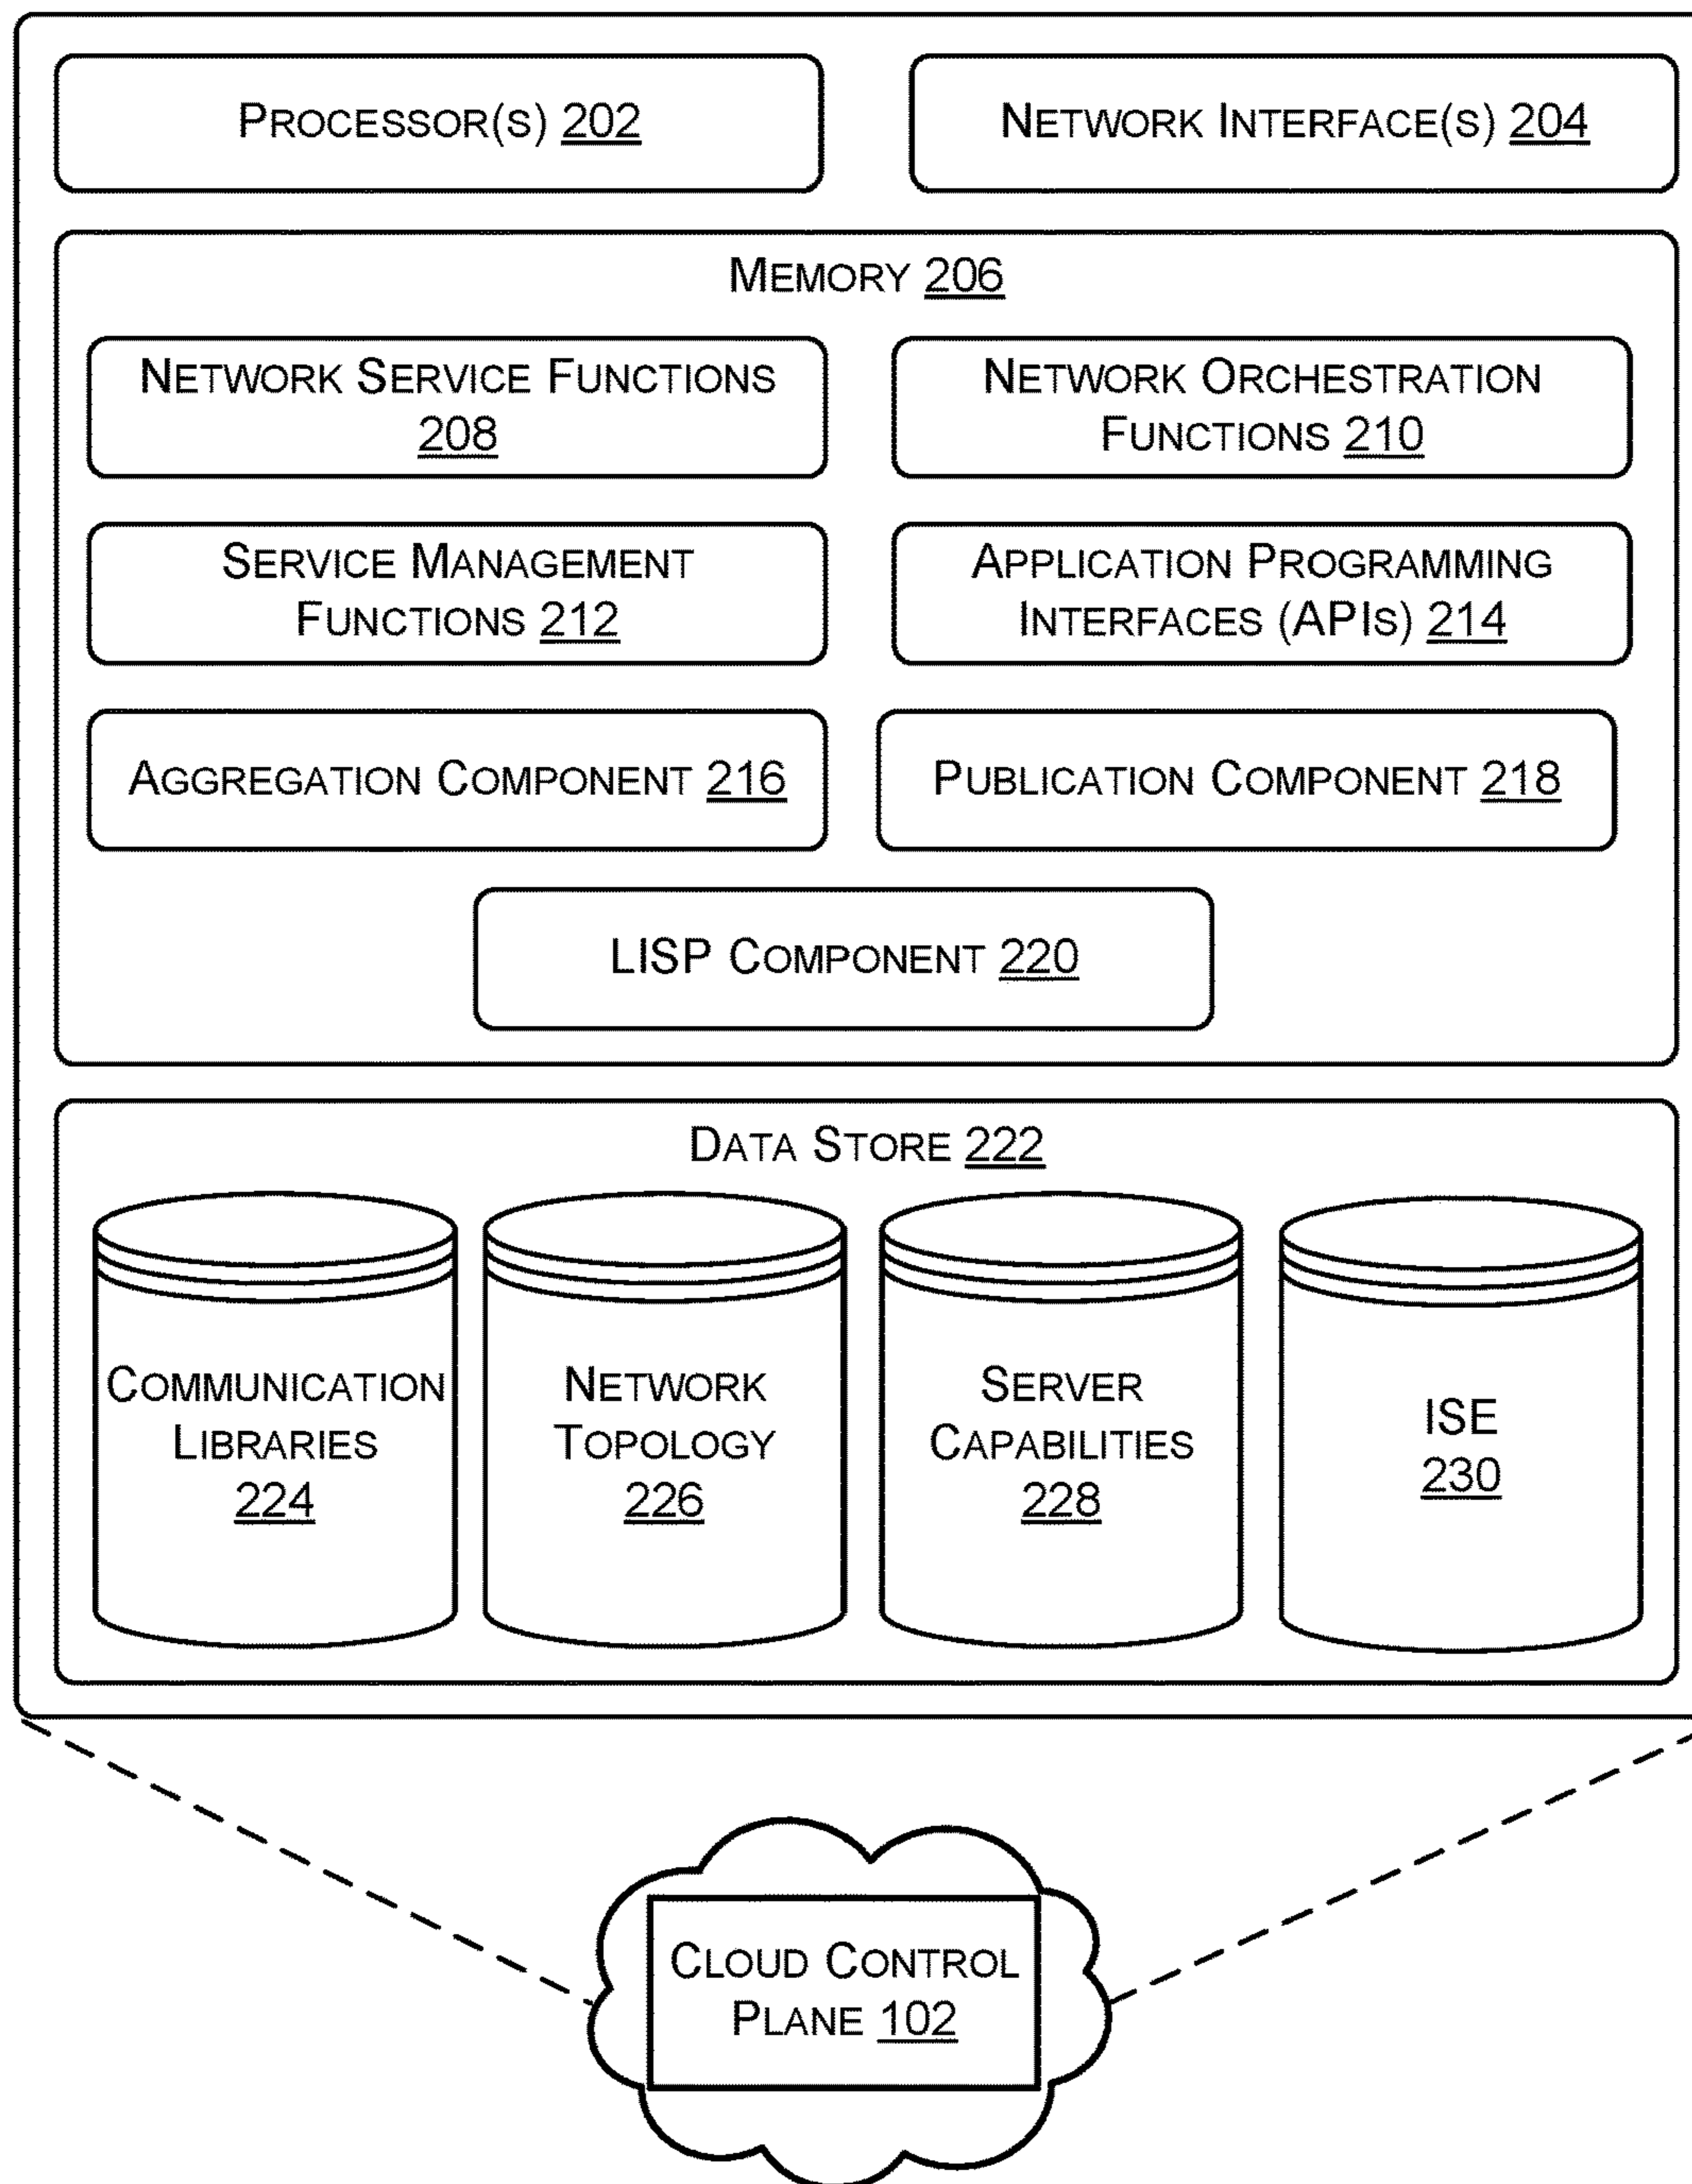 PROCESSOR(S) 202
NETWORK INTERFACE(S) 204
MEMORY 206
NETWORK SERVICE FUNCTIONS
208
NETWORK ORCHESTRATION
FUNCTIONS 210
SERVICE MANAGEMENT
FUNCTIONS 212
APPLICATION PROGRAMMING
INTERFACES (APIS) 214
AGGREGATION COMPONENT 216
PUBLICATION COMPONENT 218
LISP COMPONENT 220
DATA STORE 222
COMMUNICATION
LIBRARIES
224
NETWORK
TOPOLOGY
226
SERVER
CAPABILITIES
228
ISE
230
CLOUD CONTROL
PLANE 102